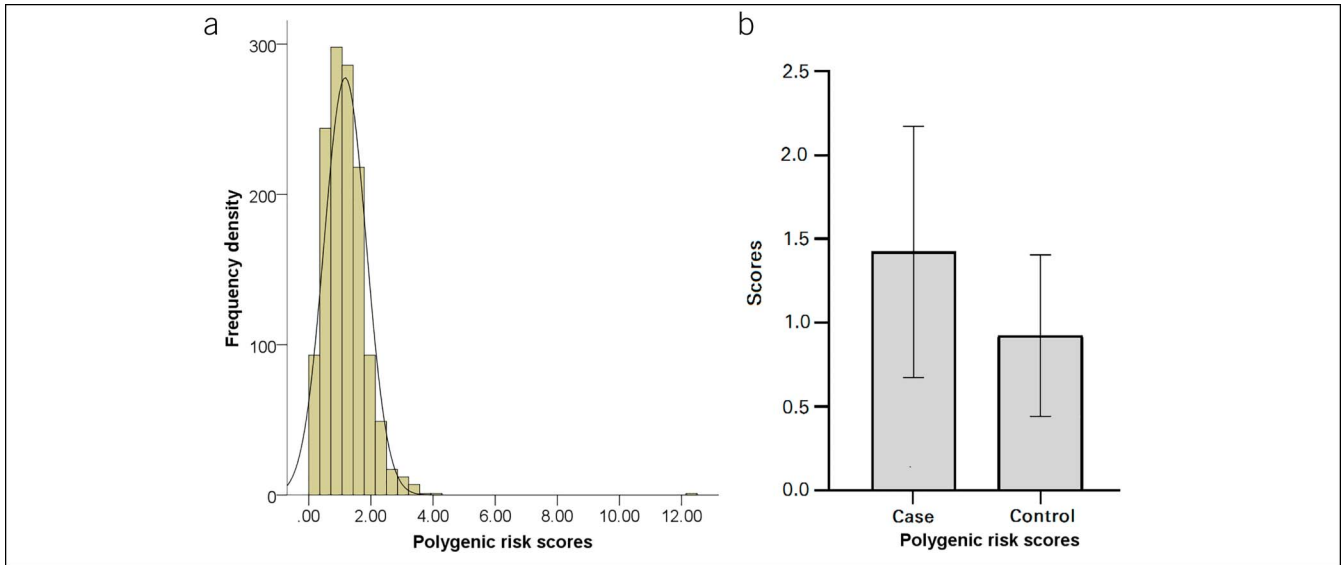 a
300
200
100
0
Frequency density
.00 2.00 4.00 6.00 8.00 10.00 12.00
Polygenic risk scores
b
2.5
2.0
1.5
1.0
0.5
0.0
Scores
Case Control
Polygenic risk scores